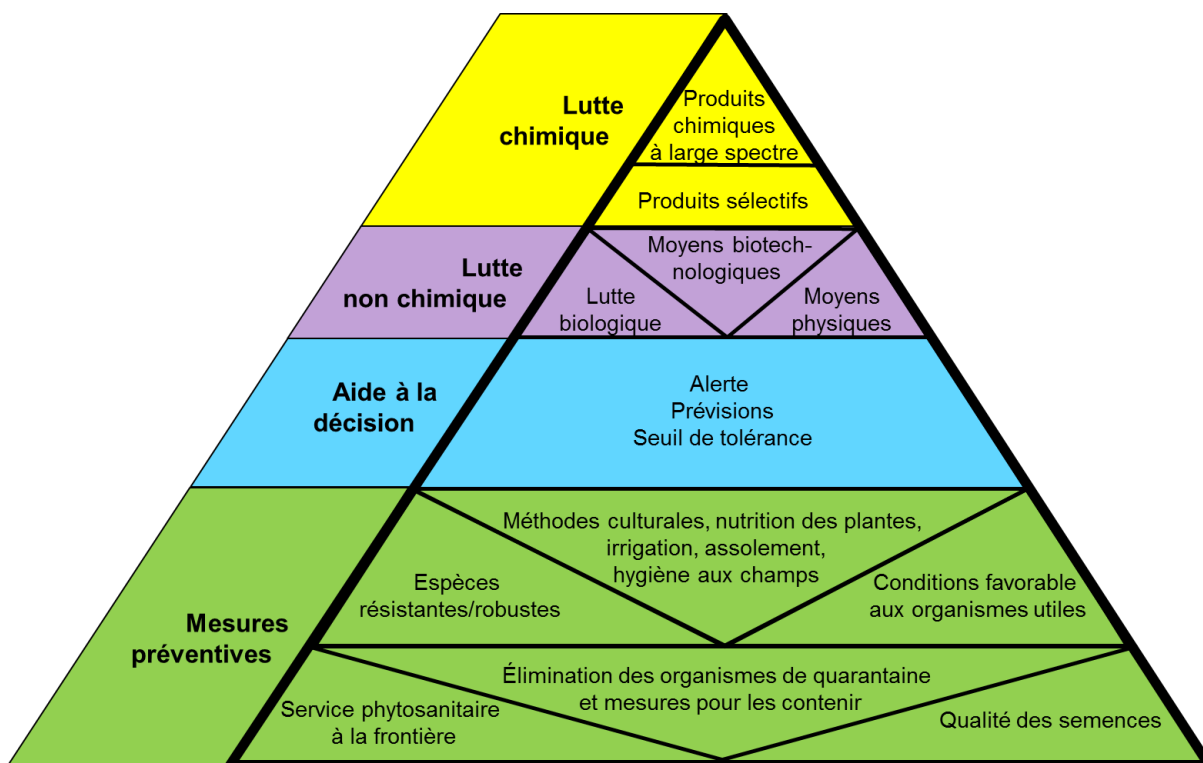 Lutte
chimique
Produits
chimiques
à large spectre
Produits sélectifs
Lutte
non chimique
Moyens biotech-
nologiques
Lutte
biologique
Moyens
physiques
Aide à la
décision
Alerte
Prévisions
Seuil de tolérance
Mesures
préventives
Méthodes culturales, nutrition des plantes,
irrigation, assolement,
hygiène aux champs
Espèces
résistantes/robustes
Conditions favorable
aux organismes utiles
Élimination des organismes de quarantaine
et mesures pour les contenir
Service phytosanitaire
à la frontière
Qualité des semences